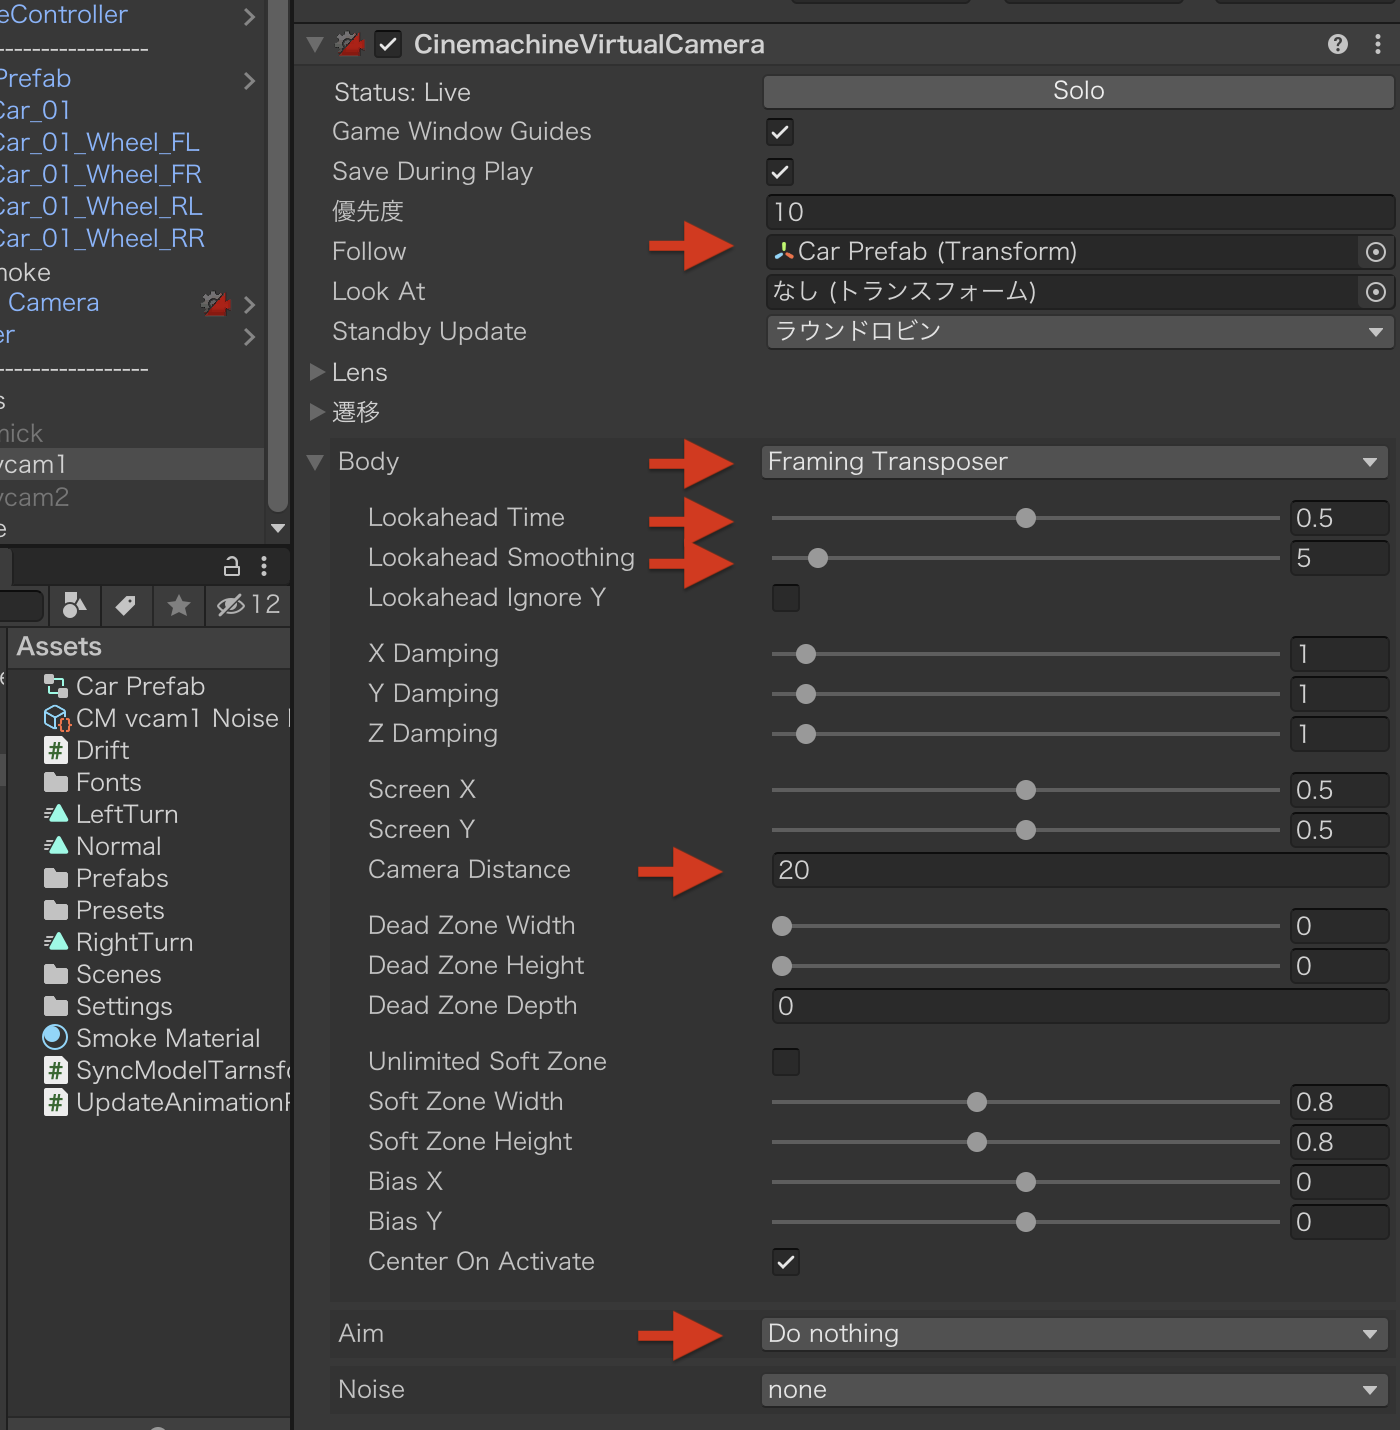 eController
-----------------
Prefab
Car_01
Car_01_Wheel_FL
Car_01_Wheel_FR
Car_01_Wheel_RL
Car_01_Wheel_RR
moke
Camera
er
-----------------
s
mick
vcam1
vcam2
e
12
Assets
Car Prefab
CM vcam1 Noise
Drift
Fonts
LeftTurn
Normal
Prefabs
Presets
RightTurn
Scenes
Settings
Smoke Material
SyncModelTarnsfo
UpdateAnimationP
CinemachineVirtualCamera
Status: Live Solo
Game Window Guides
Save During Play
優先度 10
Follow Car Prefab (Transform)
Look At なし (トランスフォーム)
Standby Update ラウンドロビン
Lens
遷移
Body Framing Transposer
Lookahead Time 0.5
Lookahead Smoothing 5
Lookahead Ignore Y
X Damping 1
Y Damping 1
Z Damping 1
Screen X 0.5
Screen Y 0.5
Camera Distance 20
Dead Zone Width 0
Dead Zone Height 0
Dead Zone Depth 0
Unlimited Soft Zone
Soft Zone Width 0.8
Soft Zone Height 0.8
Bias X 0
Bias Y 0
Center On Activate
Aim Do nothing
Noise none